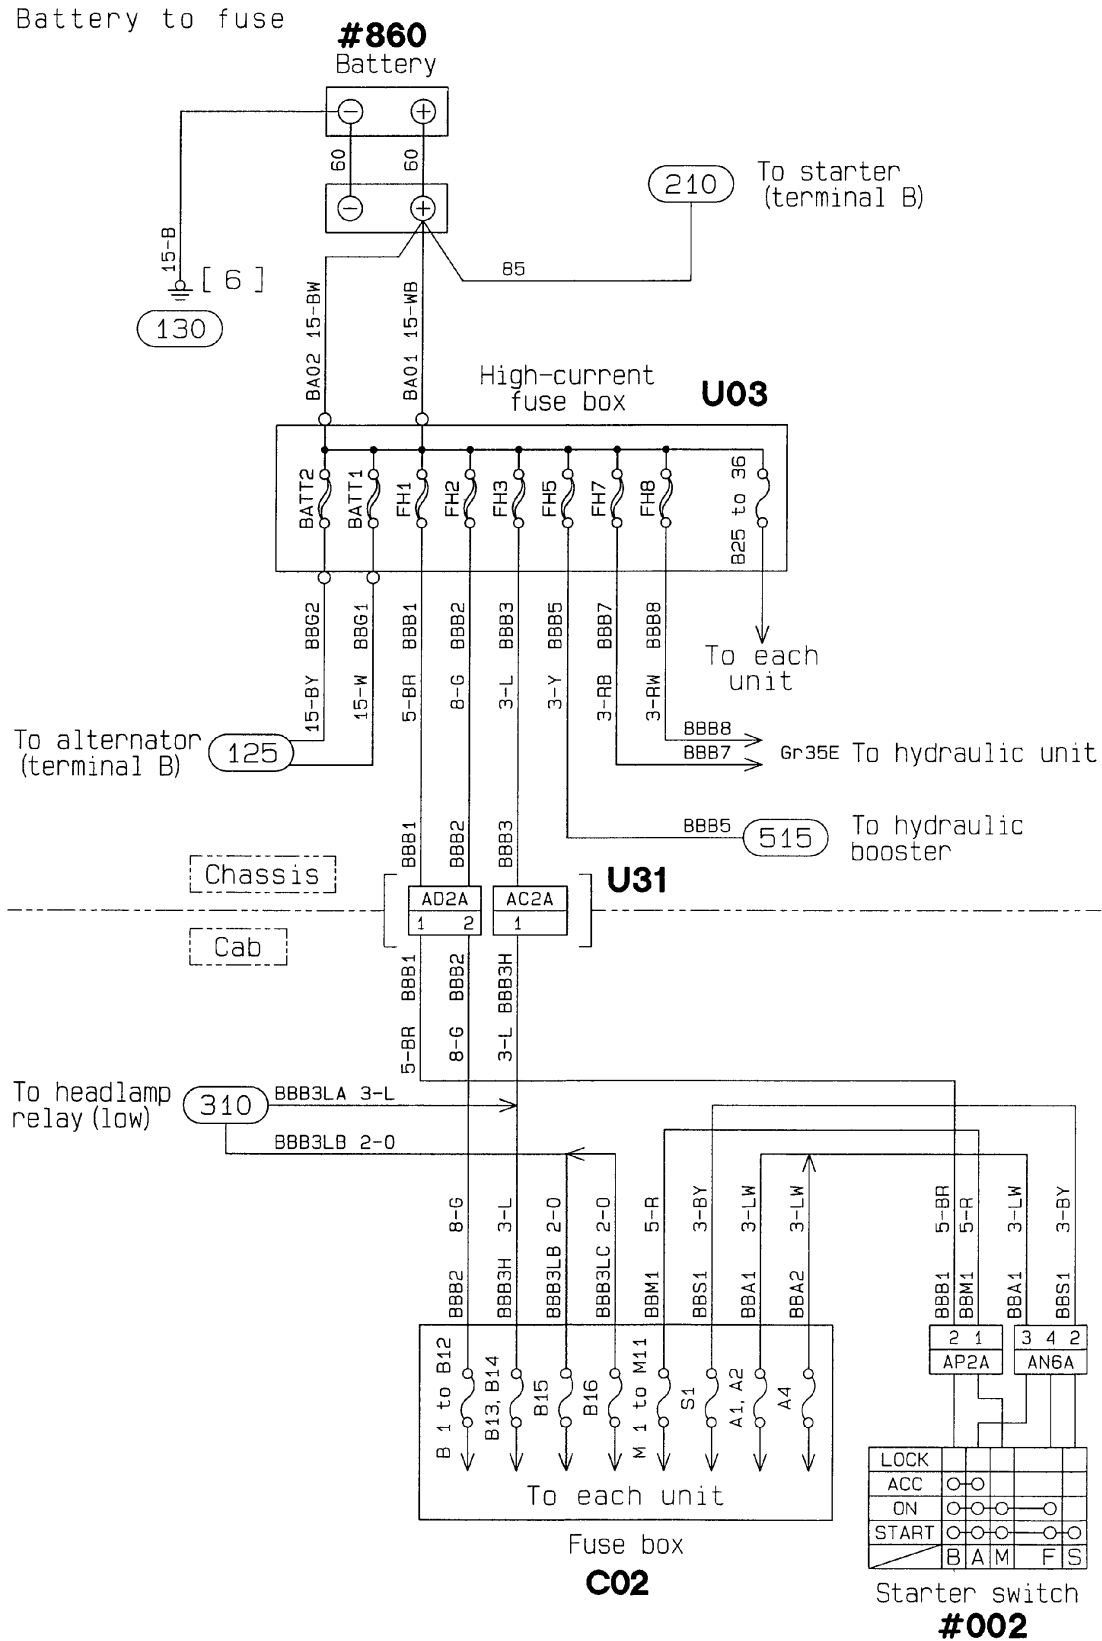 Battery to fuse
#860
Battery
60
60
To starter
(terminal B)
210
15-B
[ 6 ]
130
85
BA02 15-BW
BA01 15-WB
High-current
fuse box
U03
BATT2
BATT1
FH1
FH2
FH3
FH5
FH7
FH8
B25 to 36
15-BY BBG2
15-W BBG1
5-BR BBB1
8-G BBB2
3-L BBB3
3-Y BBB5
3-RB BBB7
3-RW BBB8
To each
unit
To alternator
(terminal B)
125
BBB8
BBB7
Gr35E To hydraulic unit
BBB5
515
To hydraulic
booster
BBB1
BBB2
BBB3
Chassis
U31
AD2A
AC2A
1 2
1
Cab
5-BR BBB1
8-G BBB2
3-L BBB3H
To headlamp
relay (low)
310
BBB3LA 3-L
BBB3LB 2-O
BBB2 8-G
BBB3H 3-L
BBB3LB 2-O
BBB3LC 2-O
BBM1 5-R
BBS1 3-BY
BBA1 3-LW
BBA2 3-LW
BBB1 5-BR
BBM1 5-R
BBA1 3-LW
BBS1 3-BY
2 1
AP2A
3 4 2
AN6A
B 1 to B12
B13, B14
B15
B16
M 1 to M11
S1
A1, A2
A4
To each unit
Fuse box
C02
LOCK
ACC
ON
START
B A M F S
Starter switch
#002